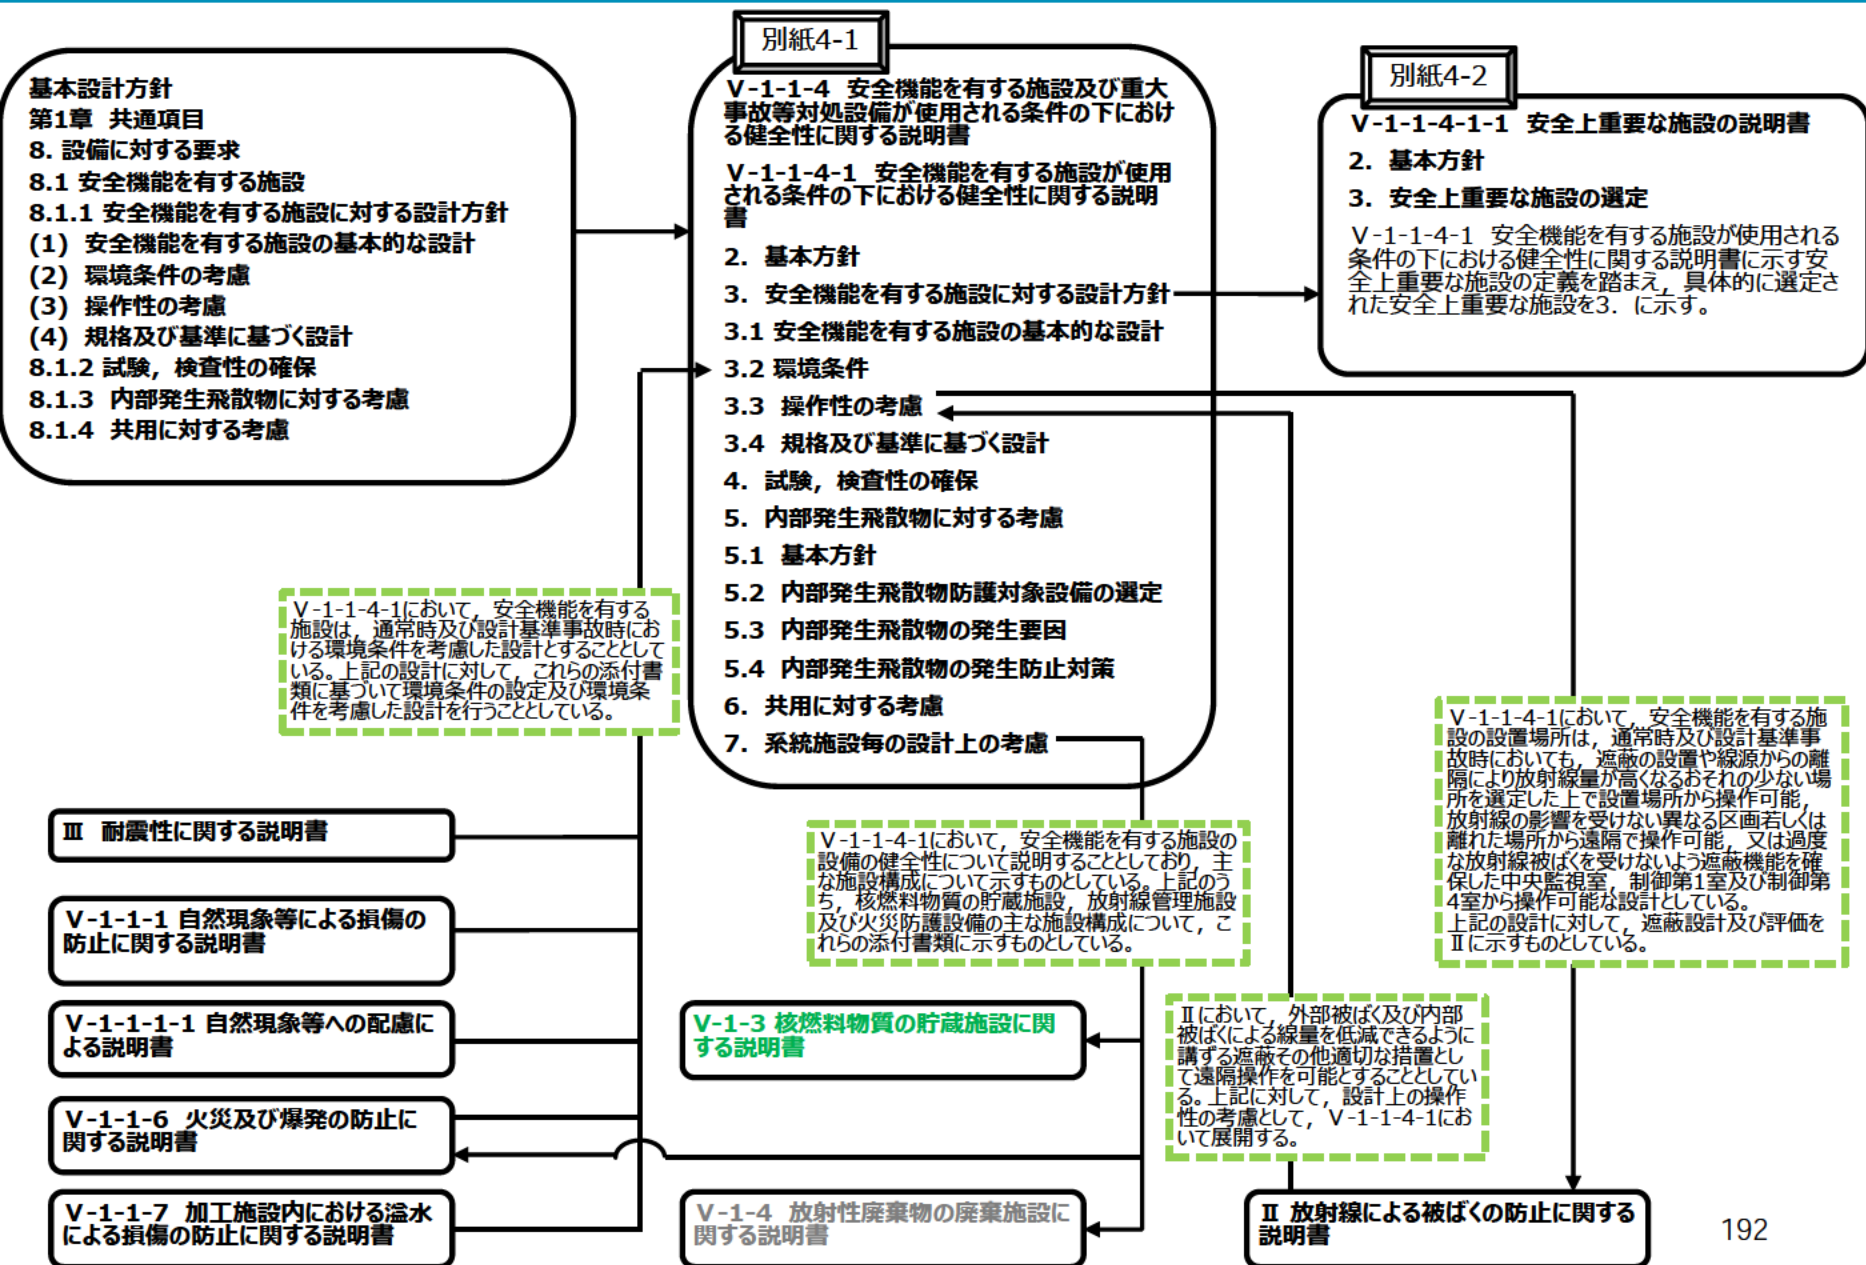 基本設計方針
第1章 共通項目
8. 設備に対する要求
8.1 安全機能を有する施設
8.1.1 安全機能を有する施設に対する設計方針
(1) 安全機能を有する施設の基本的な設計
(2) 環境条件の考慮
(3) 操作性の考慮
(4) 規格及び基準に基づく設計
8.1.2 試験，検査性の確保
8.1.3 内部発生飛散物に対する考慮
8.1.4 共用に対する考慮
別紙4-1
Ⅴ-1-1-4 安全機能を有する施設及び重大
事故等対処設備が使用される条件の下におけ
る健全性に関する説明書
Ⅴ-1-1-4-1 安全機能を有する施設が使用
される条件の下における健全性に関する説明
書
2. 基本方針
3. 安全機能を有する施設に対する設計方針
3.1 安全機能を有する施設の基本的な設計
3.2 環境条件
3.3 操作性の考慮
3.4 規格及び基準に基づく設計
4. 試験，検査性の確保
5. 内部発生飛散物に対する考慮
5.1 基本方針
5.2 内部発生飛散物防護対象設備の選定
5.3 内部発生飛散物の発生要因
5.4 内部発生飛散物の発生防止対策
6. 共用に対する考慮
7. 系統施設毎の設計上の考慮
別紙4-2
Ⅴ-1-1-4-1-1 安全上重要な施設の説明書
2. 基本方針
3. 安全上重要な施設の選定
Ⅴ-1-1-4-1 安全機能を有する施設が使用される
条件の下における健全性に関する説明書に示す安
全上重要な施設の定義を踏まえ，具体的に選定さ
れた安全上重要な施設を3．に示す。
Ⅴ-1-1-4-1において，安全機能を有する
施設は，通常時及び設計基準事故時にお
ける環境条件を考慮した設計とすることとして
いる。上記の設計に対して，これらの添付書
類に基づいて環境条件の設定及び環境条
件を考慮した設計を行うこととしている。
Ⅴ-1-1-4-1において，安全機能を有する施
設の設置場所は，通常時及び設計基準事
故時においても，遮蔽の設置や線源からの離
隔により放射線量が高くなるおそれの少ない場
所を選定した上で設置場所から操作可能，
放射線の影響を受けない異なる区画若しくは
離れた場所から遠隔で操作可能，又は過度
な放射線被ばくを受けないよう遮蔽機能を確
保した中央監視室，制御第1室及び制御第
4室から操作可能な設計としている。
上記の設計に対して，遮蔽設計及び評価を
Ⅱに示すものとしている。
Ⅴ-1-1-4-1において，安全機能を有する施設の
設備の健全性について説明することとしており，主
な施設構成について示すものとしている。上記のう
ち，核燃料物質の貯蔵施設，放射線管理施設
及び火災防護設備の主な施設構成について，こ
れらの添付書類に示すものとしている。
Ⅱにおいて，外部被ばく及び内部
被ばくによる線量を低減できるように
講ずる遮蔽その他適切な措置とし
て遠隔操作を可能とすることとしてい
る。上記に対して，設計上の操作
性の考慮として，Ⅴ-1-1-4-1にお
いて展開する。
Ⅲ 耐震性に関する説明書
Ⅴ-1-1-1 自然現象等による損傷の
防止に関する説明書
Ⅴ-1-1-1-1 自然現象等への配慮に
よる説明書
Ⅴ-1-1-6 火災及び爆発の防止に
関する説明書
Ⅴ-1-1-7 加工施設内における溢水
による損傷の防止に関する説明書
Ⅴ-1-3 核燃料物質の貯蔵施設に関
する説明書
Ⅴ-1-4 放射性廃棄物の廃棄施設に
関する説明書
Ⅱ 放射線による被ばくの防止に関する
説明書
192